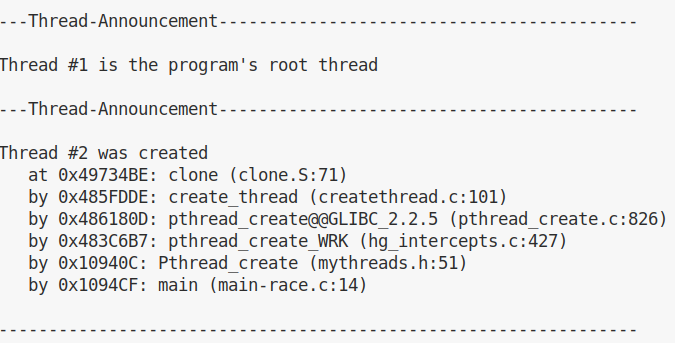 ---Thread-Announcement------------------------------------------
Thread #1 is the program's root thread
---Thread-Announcement------------------------------------------
Thread #2 was created
   at 0x49734BE: clone (clone.S:71)
   by 0x485FDDE: create_thread (createthread.c:101)
   by 0x486180D: pthread_create@@GLIBC_2.2.5 (pthread_create.c:826)
   by 0x483C6B7: pthread_create_WRK (hg_intercepts.c:427)
   by 0x10940C: Pthread_create (mythreads.h:51)
   by 0x1094CF: main (main-race.c:14)
----------------------------------------------------------------